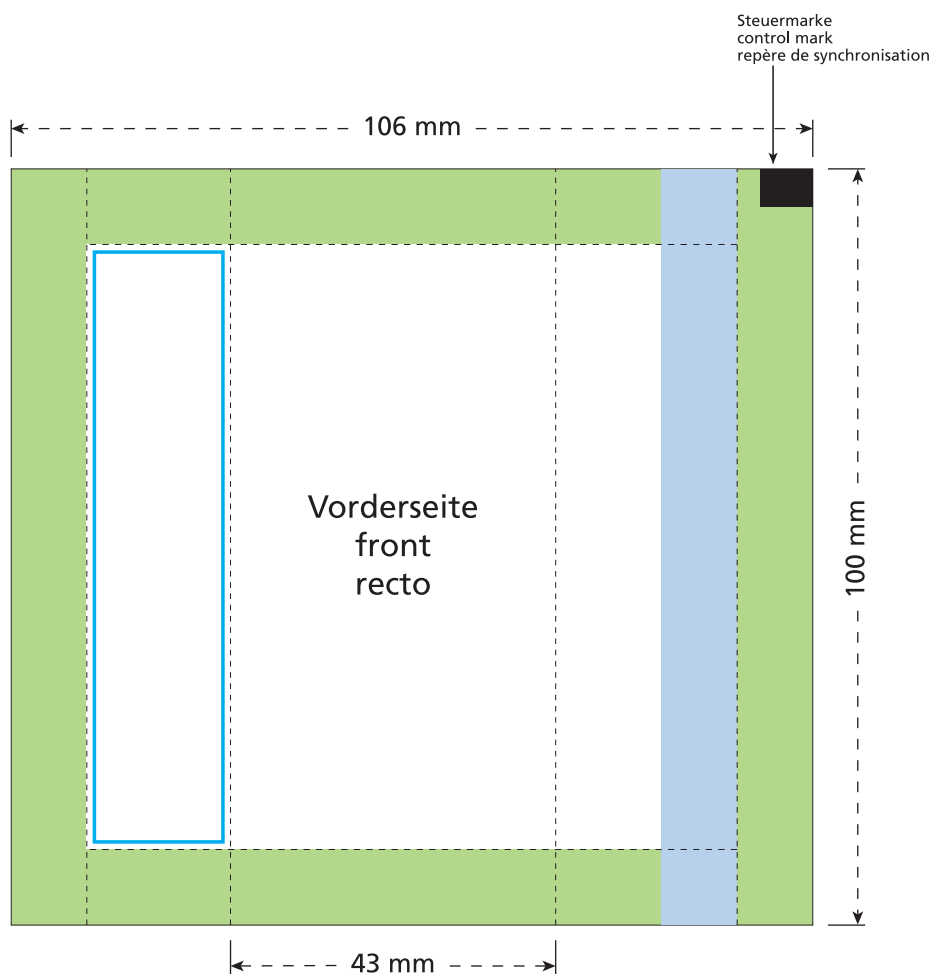 Steuermarke
control mark
repère de synchronisation
106 mm
Vorderseite
front
recto
100 mm
43 mm